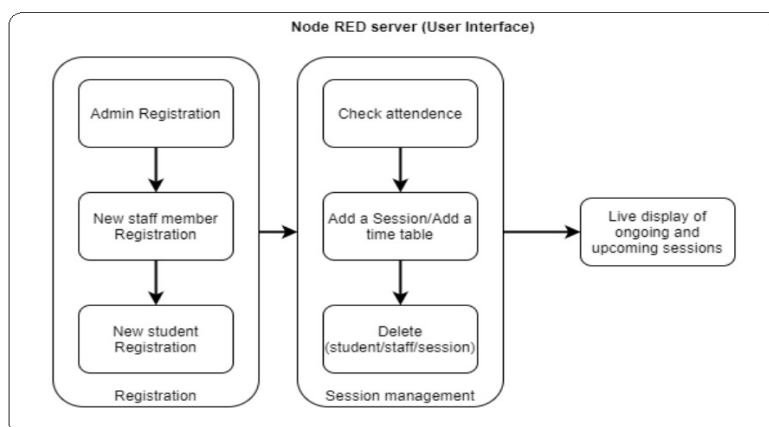 Node RED server (User Interface)
Admin Registration
New staff member
Registration
New student
Registration
Registration
Check attendence
Add a Session/Add a
time table
Delete
(student/staff/session)
Session management
Live display of
ongoing and
upcoming sessions